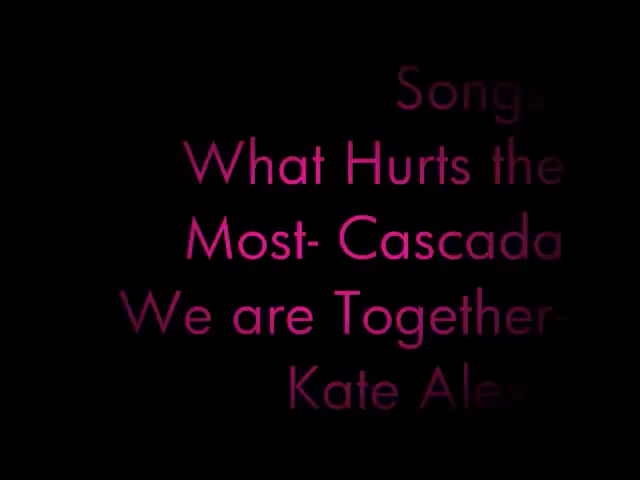 Songs
What Hurts the
Most- Cascada
We are Together-
Kate Alex